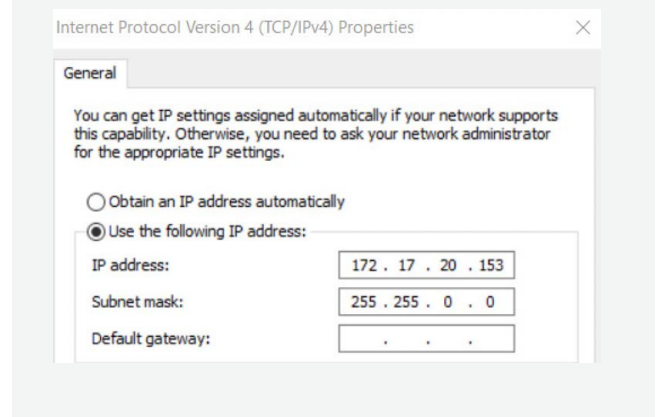 Internet Protocol Version 4 (TCP/IPv4) Properties
General
You can get IP settings assigned automatically if your network supports
this capability. Otherwise, you need to ask your network administrator
for the appropriate IP settings.
Obtain an IP address automatically
Use the following IP address:
IP address: 172 . 17 . 20 . 153
Subnet mask: 255 . 255 . 0 . 0
Default gateway: . . .